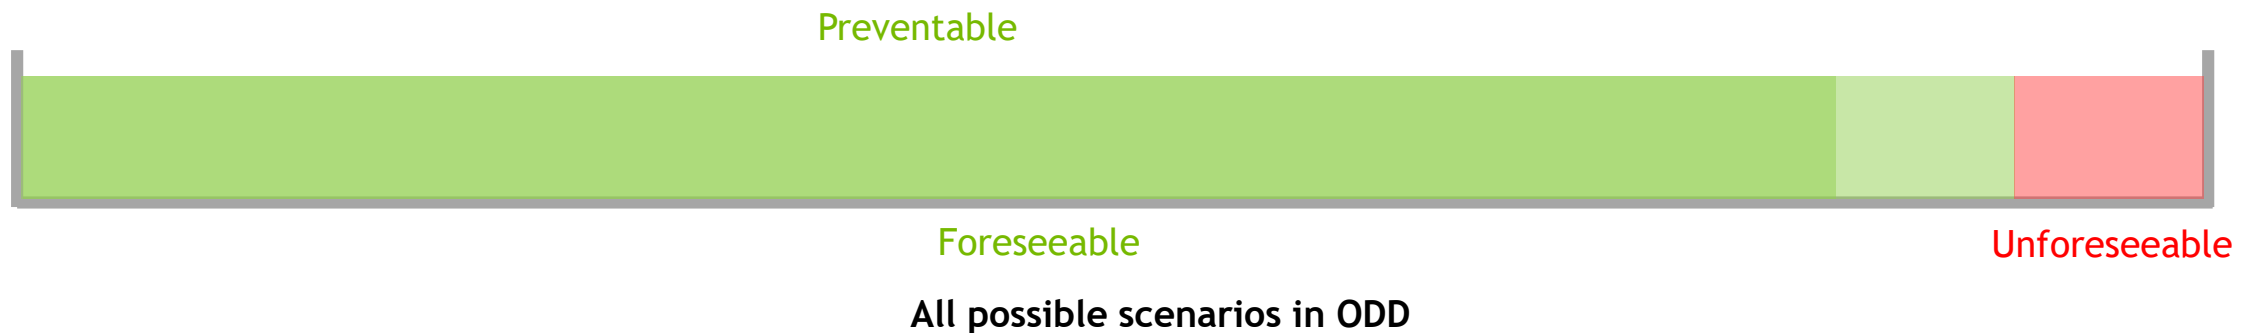 Preventable
Foreseeable
Unforeseeable
All possible scenarios in ODD